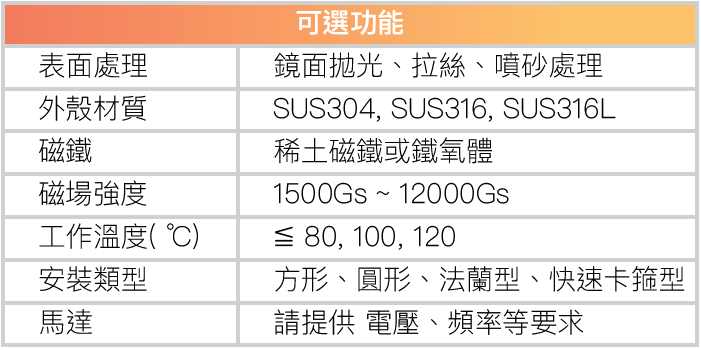 可選功能
表面處理 鏡面拋光、拉絲、噴砂處理
外殼材質 SUS304, SUS316, SUS316L
磁鐵 稀土磁鐵或鐵氧體
磁場強度 1500Gs ~ 12000Gs
工作溫度( ℃) ≦ 80, 100, 120
安裝類型 方形、圓形、法蘭型、快速卡箍型
馬達 請提供 電壓、頻率等要求